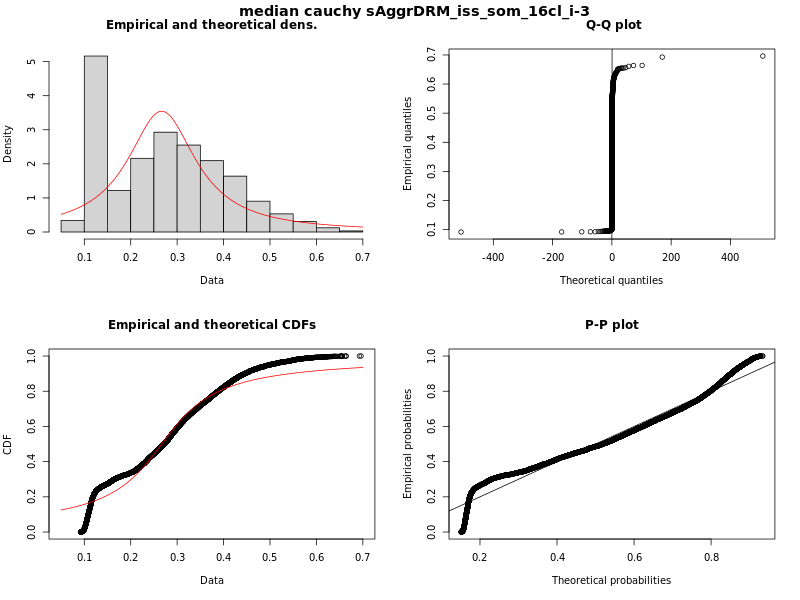 median cauchy sAggrDRM_iss_som_16cl_i-3
Empirical and theoretical dens.
Density
0 1 2 3 4 5
0.1 0.2 0.3 0.4 0.5 0.6 0.7
Data
Q-Q plot
Empirical quantiles
0.1 0.2 0.3 0.4 0.5 0.6 0.7
-400 -200 0 200 400
Theoretical quantiles
Empirical and theoretical CDFs
CDF
0.0 0.2 0.4 0.6 0.8 1.0
0.1 0.2 0.3 0.4 0.5 0.6 0.7
Data
P-P plot
Empirical probabilities
0.0 0.2 0.4 0.6 0.8 1.0
0.2 0.4 0.6 0.8
Theoretical probabilities